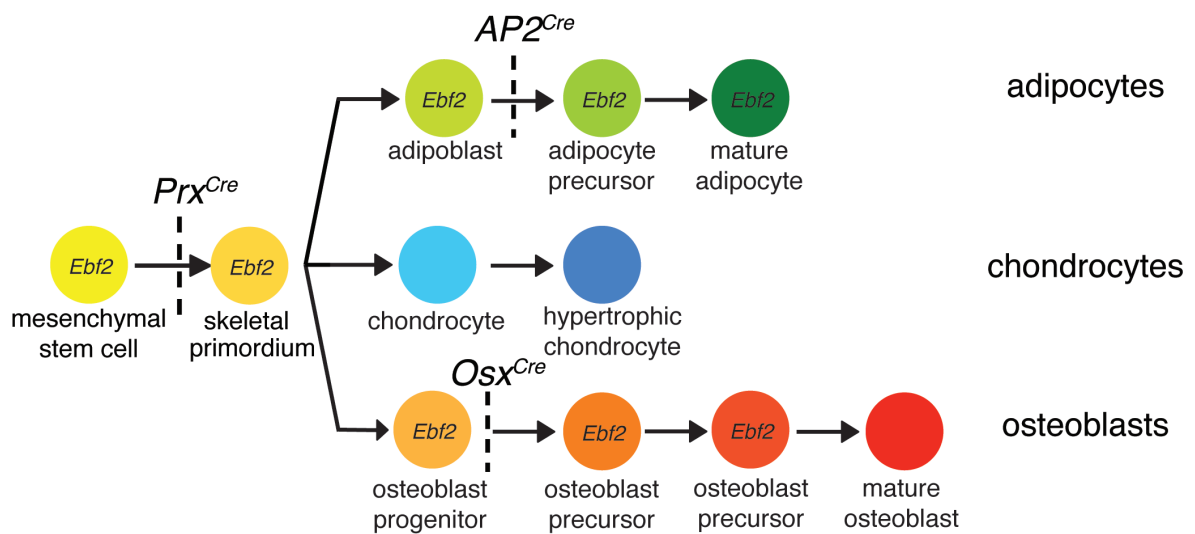 AP2Cre
Ebf2 Ebf2 Ebf2 adipocytes
adipoblast adipocyte mature
precursor adipocyte
PrxCre
Ebf2 Ebf2 chondrocytes
mesenchymal skeletal chondrocyte hypertrophic
stem cell primordium chondrocyte
OsxCre
Ebf2 Ebf2 Ebf2 osteoblasts
osteoblast osteoblast osteoblast mature
progenitor precursor precursor osteoblast